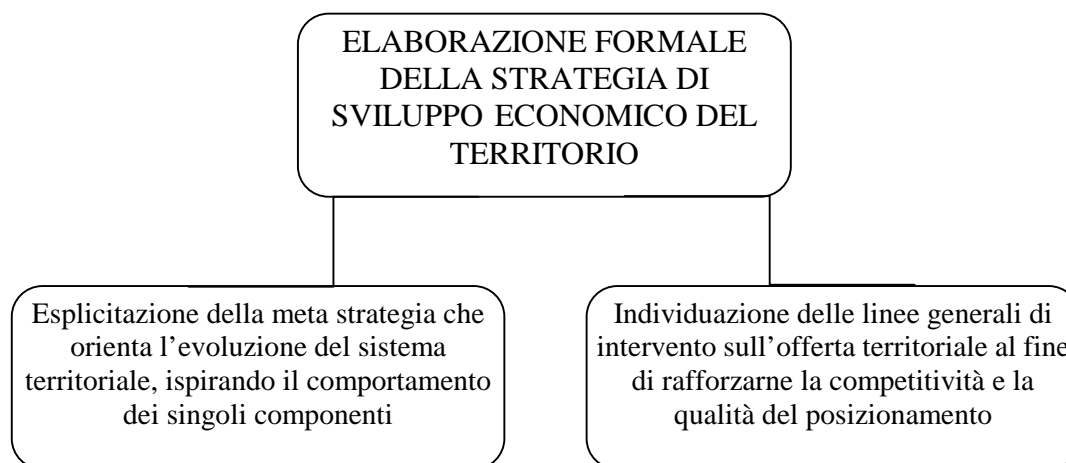 ELABORAZIONE FORMALE
DELLA STRATEGIA DI
SVILUPPO ECONOMICO DEL
TERRITORIO
Esplicitazione della meta strategia che
orienta l’evoluzione del sistema
territoriale, ispirando il comportamento
dei singoli componenti
Individuazione delle linee generali di
intervento sull’offerta territoriale al fine
di rafforzarne la competitività e la
qualità del posizionamento